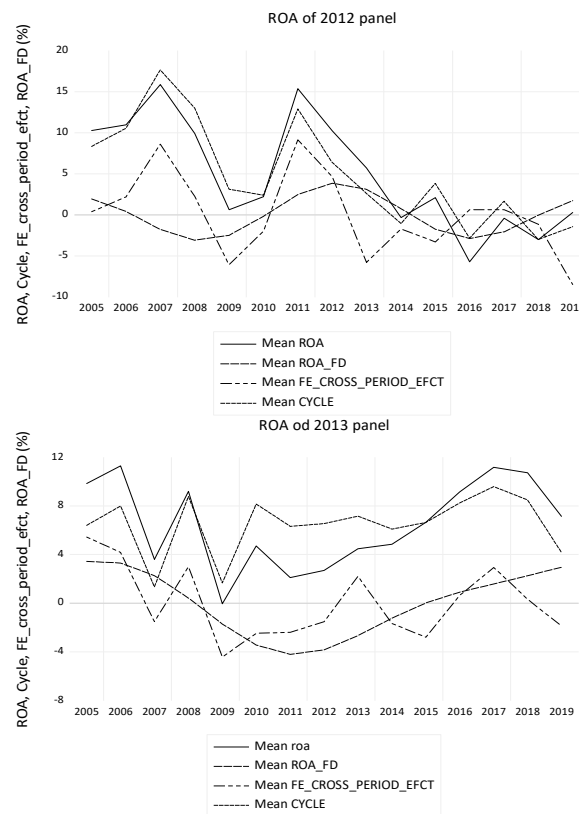 ROA of 2012 panel
ROA, Cycle, FE_cross_period_efct, ROA_FD (%)
20
15
10
5
0
-5
-10
2005 2006 2007 2008 2009 2010 2011 2012 2013 2014 2015 2016 2017 2018 201
Mean ROA
Mean ROA_FD
Mean FE_CROSS_PERIOD_EFCT
Mean CYCLE
ROA od 2013 panel
ROA, Cycle, FE_cross_period_efct, ROA_FD (%)
12
8
4
0
-4
-8
2005 2006 2007 2008 2009 2010 2011 2012 2013 2014 2015 2016 2017 2018 2019
Mean roa
Mean ROA_FD
Mean FE_CROSS_PERIOD_EFCT
Mean CYCLE